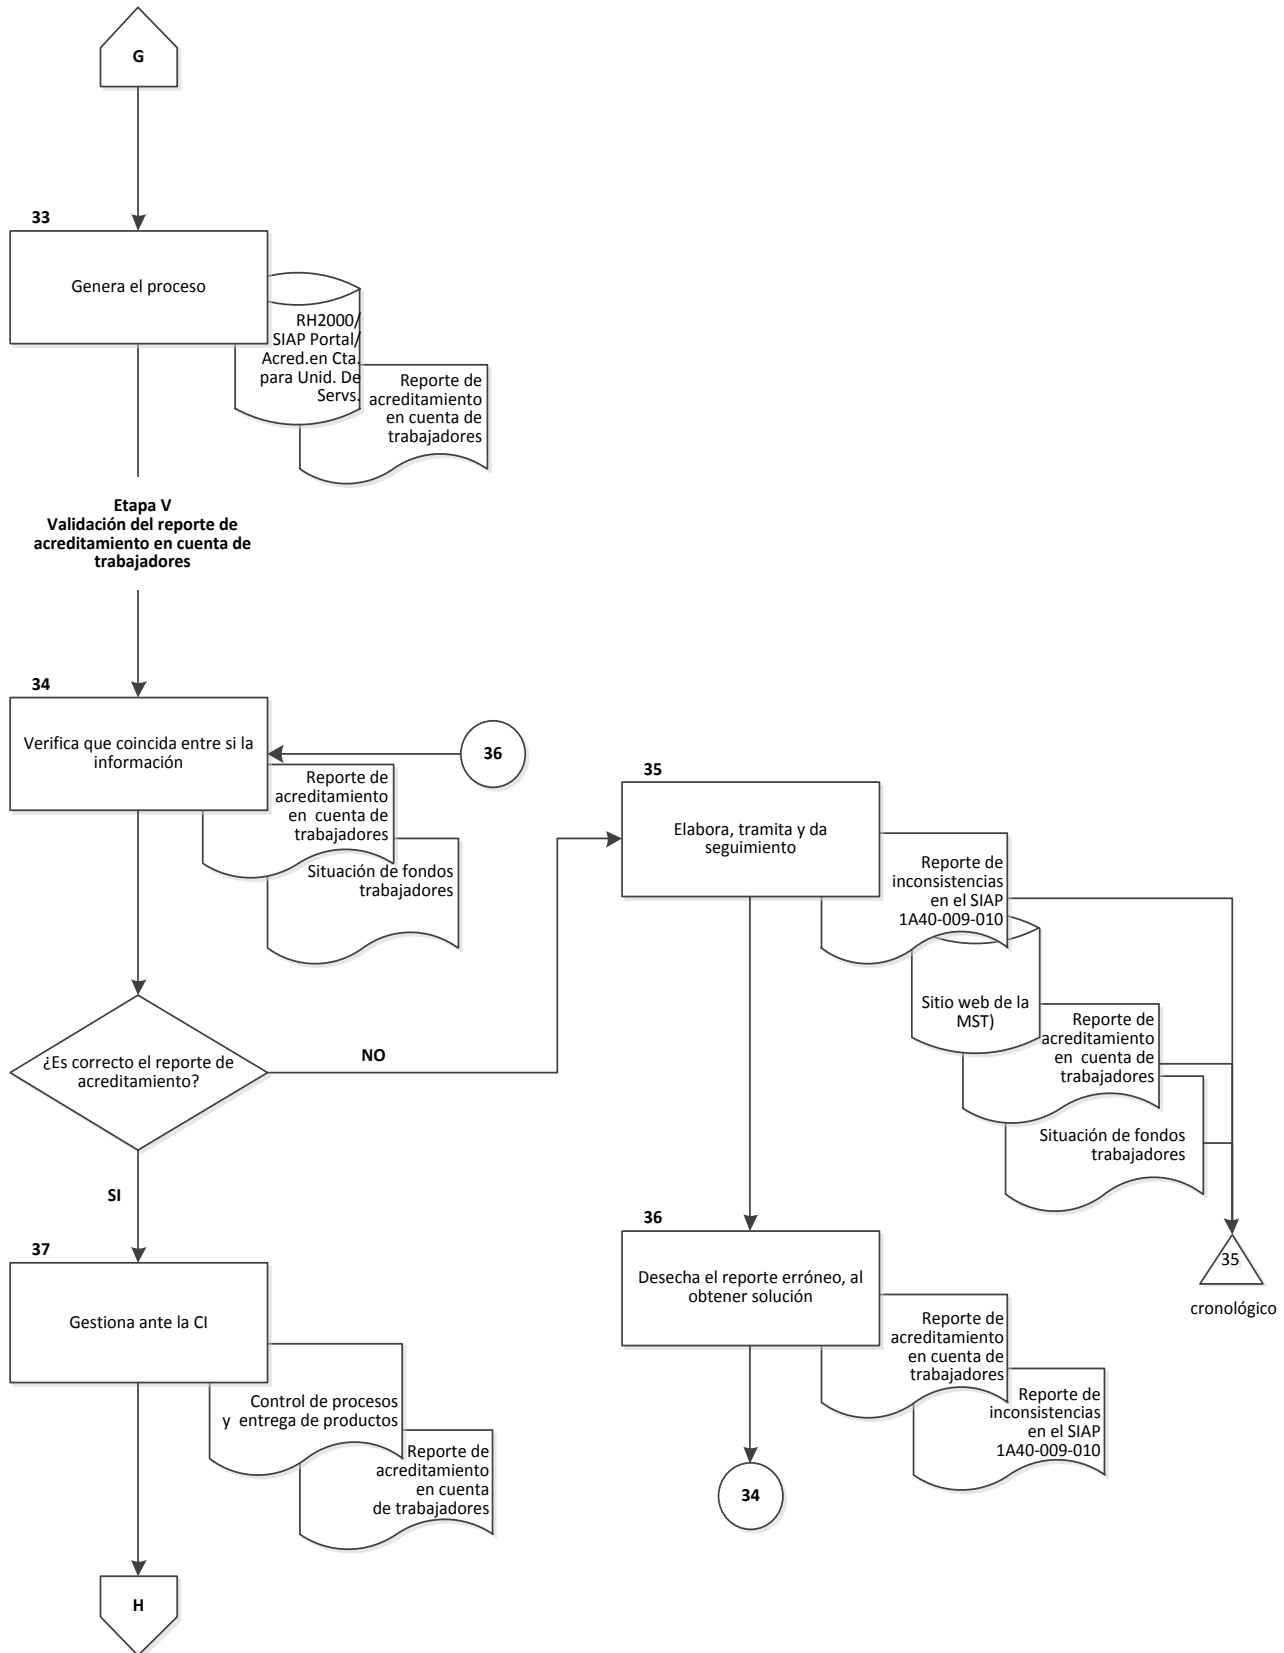 G
33
Genera el proceso
RH2000/
SIAP Portal/
Acred.en Cta.
para Unid. De
Servs.
Reporte de
acreditamiento
en cuenta de
trabajadores
Etapa V
Validación del reporte de
acreditamiento en cuenta de
trabajadores
34
Verifica que coincida entre si la
información
36
Reporte de
acreditamiento
en cuenta de
trabajadores
Situación de fondos
trabajadores
¿Es correcto el reporte de
acreditamiento?
NO
SI
35
Elabora, tramita y da
seguimiento
Reporte de
inconsistencias
en el SIAP
1A40-009-010
Sitio web de la
MST)
Reporte de
acreditamiento
en cuenta de
trabajadores
Situación de fondos
trabajadores
35
cronológico
36
Desecha el reporte erróneo, al
obtener solución
Reporte de
acreditamiento
en cuenta de
trabajadores
Reporte de
inconsistencias
en el SIAP
1A40-009-010
34
37
Gestiona ante la CI
Control de procesos
y entrega de productos
Reporte de
acreditamiento
en cuenta
de trabajadores
H